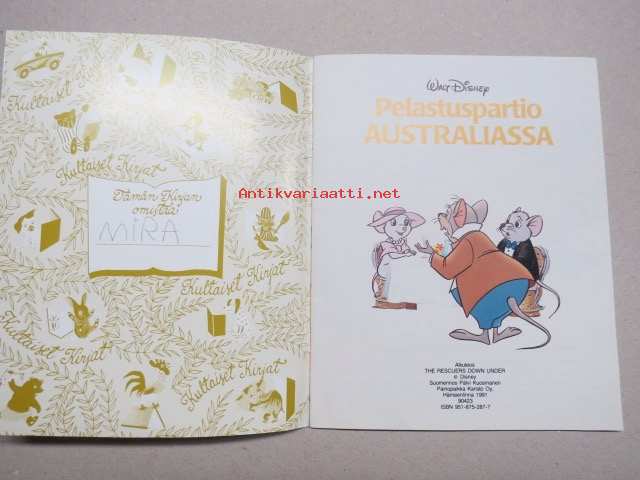 Kultaiset Kirjat
Kultaiset Kirjat
Tämän Kirjan
omistaa
MIRA
Kultaiset Kirjat
Kultaiset Kirjat
Kultaiset Kirjat
Antikvariaatti.net
WALT DISNEY
Pelastuspartio
AUSTRALIASSA
Alkuteos
THE RESCUERS DOWN UNDER
© Disney
Suomennos Päivi Kuosmanen
Painopaikka Karisto Oy,
Hämeenlinna 1991
90423
ISBN 951-875-287-7